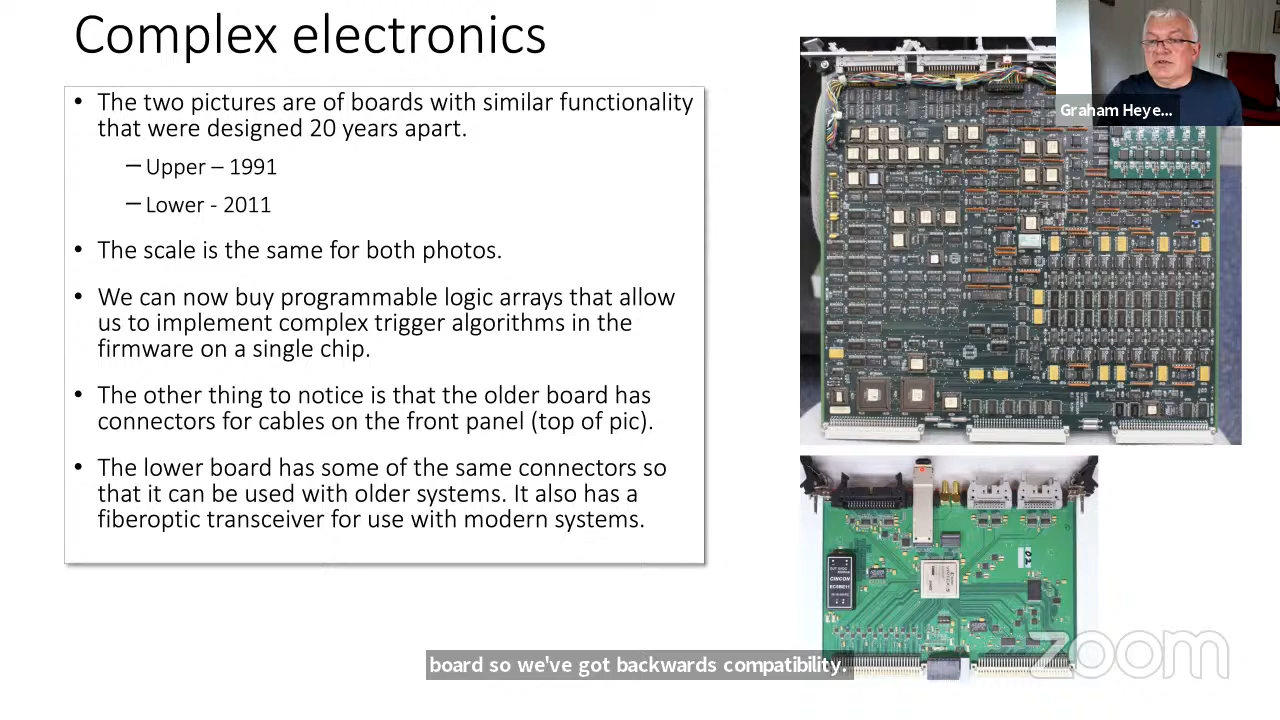 Complex electronics
• The two pictures are of boards with similar functionality
that were designed 20 years apart.
– Upper – 1991
– Lower - 2011
• The scale is the same for both photos.
• We can now buy programmable logic arrays that allow
us to implement complex trigger algorithms in the
firmware on a single chip.
• The other thing to notice is that the older board has
connectors for cables on the front panel (top of pic).
• The lower board has some of the same connectors so
that it can be used with older systems. It also has a
fiberoptic transceiver for use with modern systems.
Graham Heye...
CINCON
board so we've got backwards compatibility.
zoom